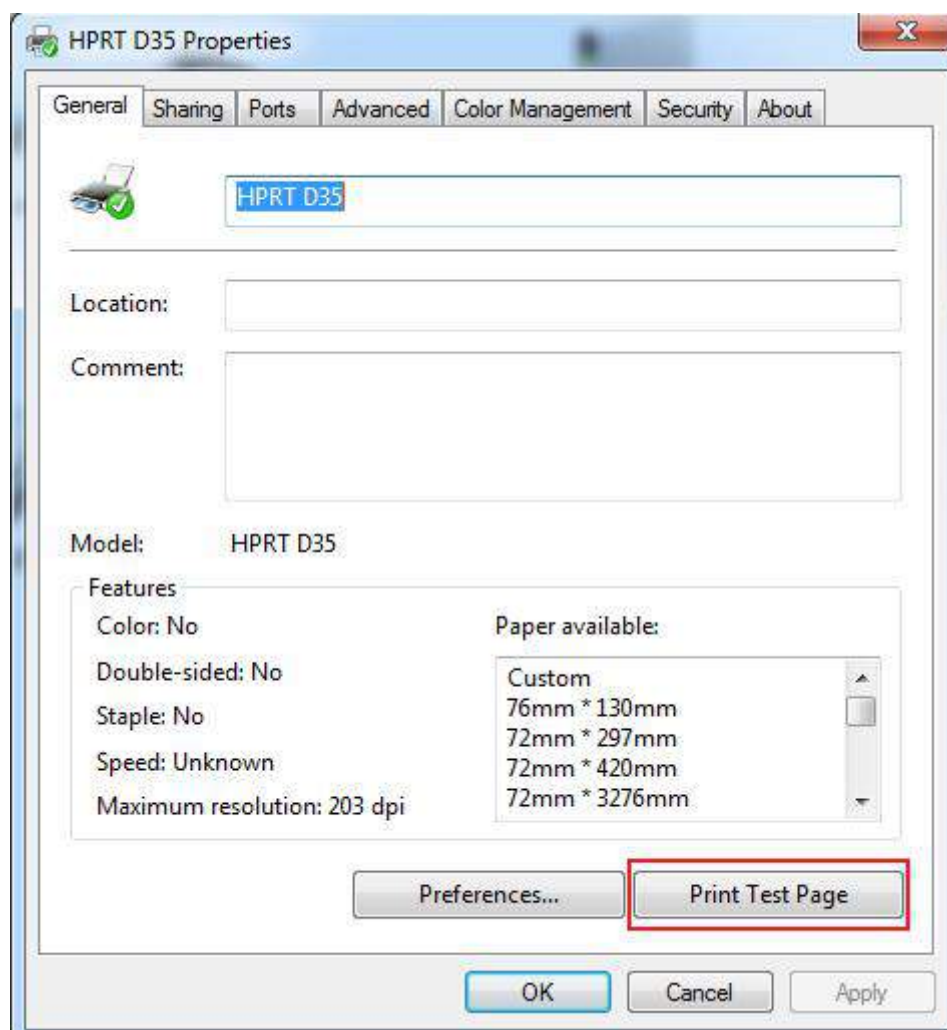 HPRT D35 Properties
General Sharing Ports Advanced Color Management Security About
HPRT D35
Location:
Comment:
Model: HPRT D35
Features
Color: No
Double-sided: No
Staple: No
Speed: Unknown
Maximum resolution: 203 dpi
Paper available:
Custom
76mm * 130mm
72mm * 297mm
72mm * 420mm
72mm * 3276mm
Preferences... Print Test Page
OK Cancel Apply